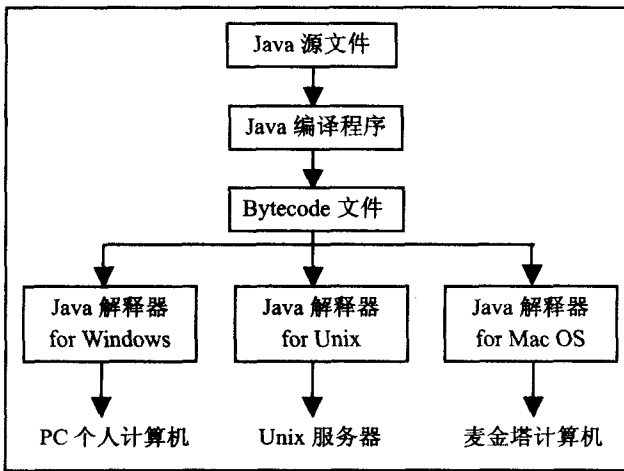 Java 源文件
Java 编译程序
Bytecode 文件
Java 解释器
for Windows
Java 解释器
for Unix
Java 解释器
for Mac OS
PC 个人计算机
Unix 服务器
麦金塔计算机